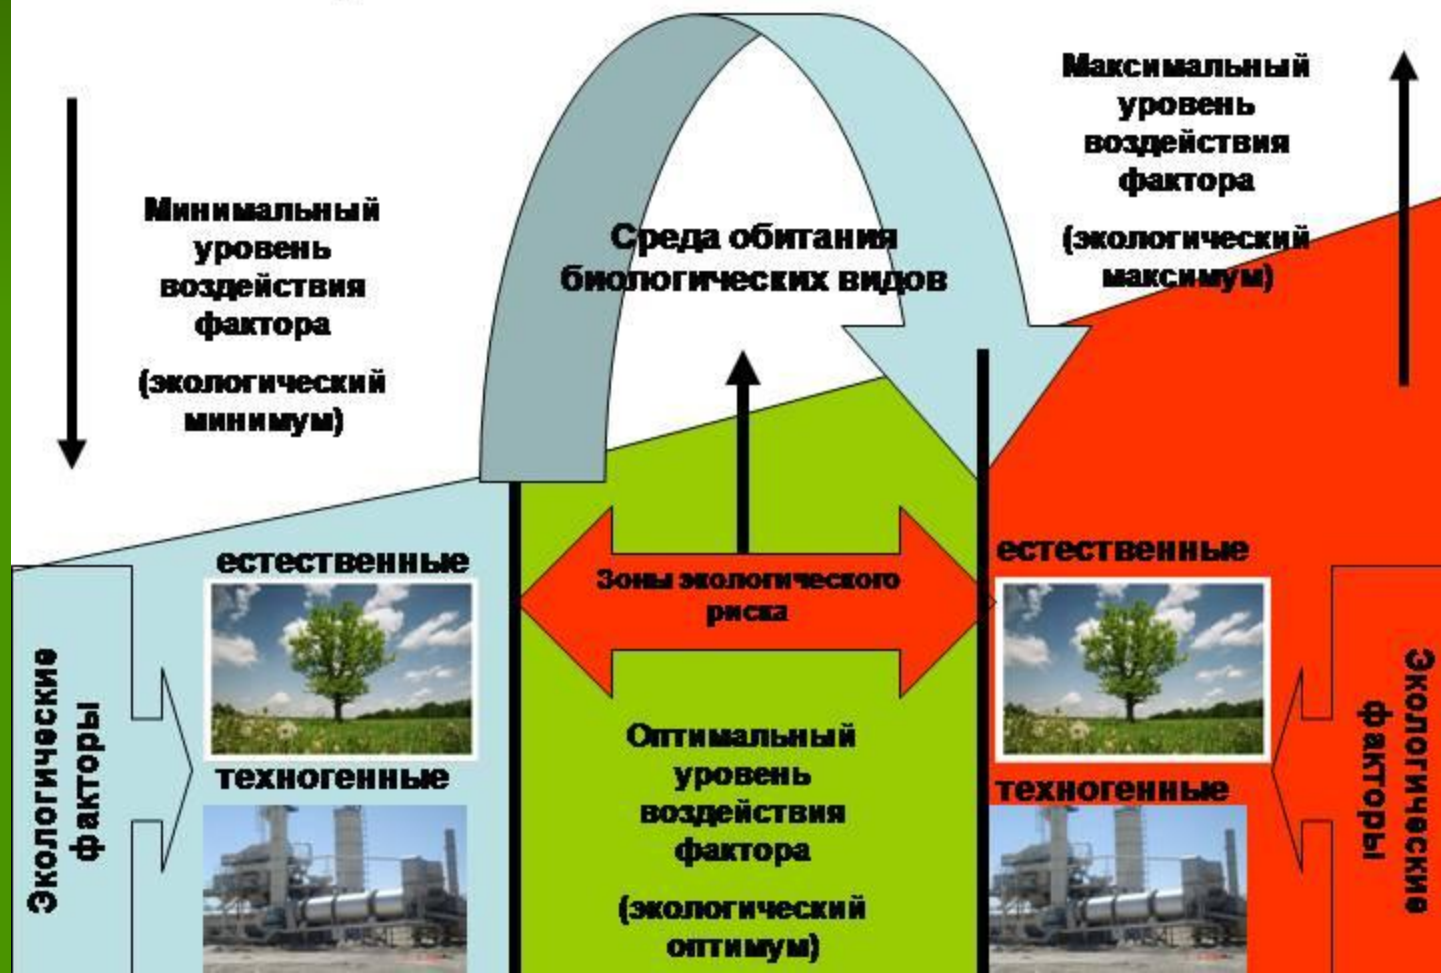 Минимальный
уровень
воздействия
фактора
(экологический
минимум)
Среда обитания
биологических видов
Максимальный
уровень
воздействия
фактора
(экологический
максимум)
Экологические
факторы
естественные
техногенные
Зоны экологического
риска
Оптимальный
уровень
воздействия
фактора
(экологический
оптимум)
естественные
техногенные
Экологические
факторы